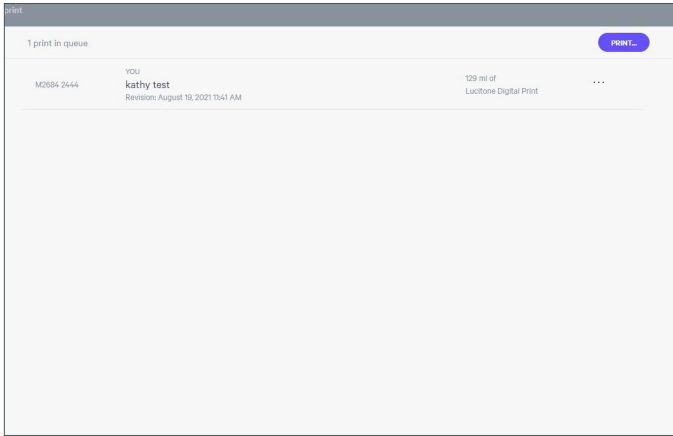 print
1 print in queue
PRINT...
M2684 2444
YOU
kathy test
Revision: August 19, 2021 11:41 AM
129 ml of
Lucitone Digital Print
...